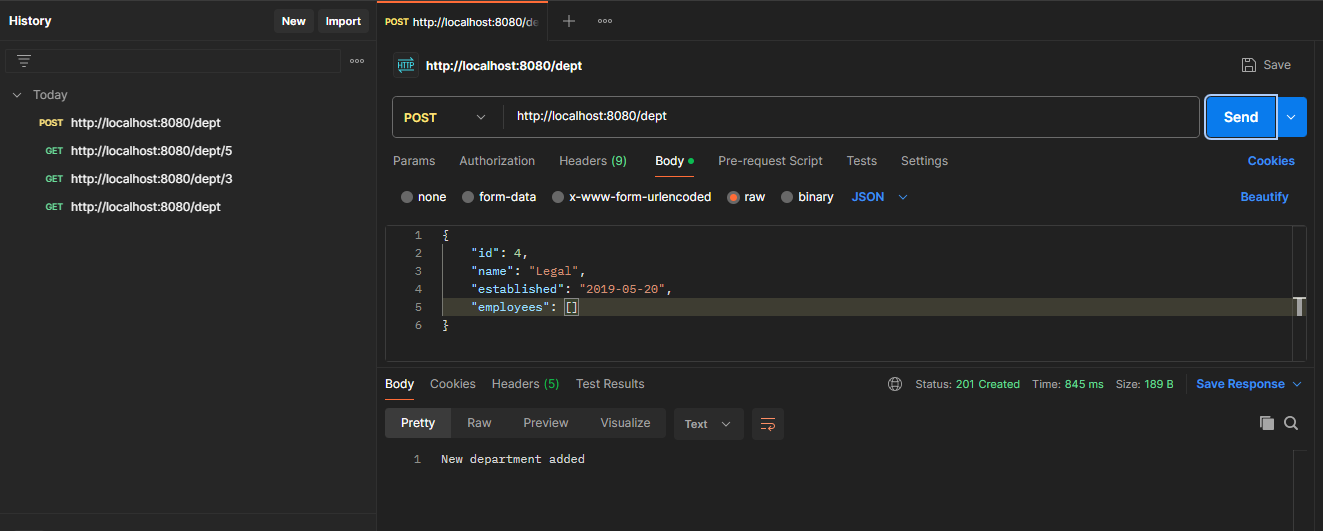 History
New
Import
Today
POST http://localhost:8080/dept
GET http://localhost:8080/dept/5
GET http://localhost:8080/dept/3
GET http://localhost:8080/dept
POST http://localhost:8080/de
HTTP http://localhost:8080/dept
Save
POST http://localhost:8080/dept
Send
Params Authorization Headers (9) Body Pre-request Script Tests Settings Cookies
none form-data x-www-form-urlencoded raw binary JSON Beautify
1 {
2 "id": 4,
3 "name": "Legal",
4 "established": "2019-05-20",
5 "employees": []
6 }
Body Cookies Headers (5) Test Results Status: 201 Created Time: 845 ms Size: 189 B Save Response
Pretty Raw Preview Visualize Text
1 New department added